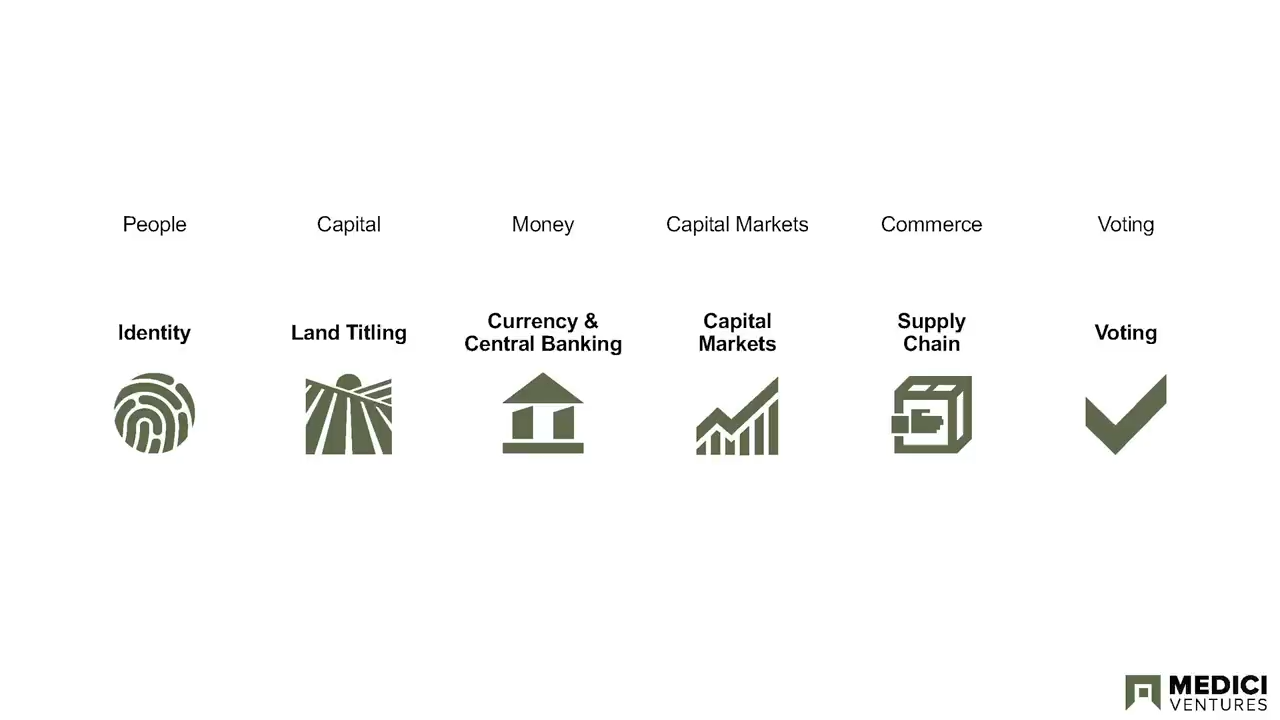 People
Capital
Money
Capital Markets
Commerce
Voting
Identity
Land Titling
Currency &
Central Banking
Capital
Markets
Supply
Chain
Voting
MEDICI
VENTURES